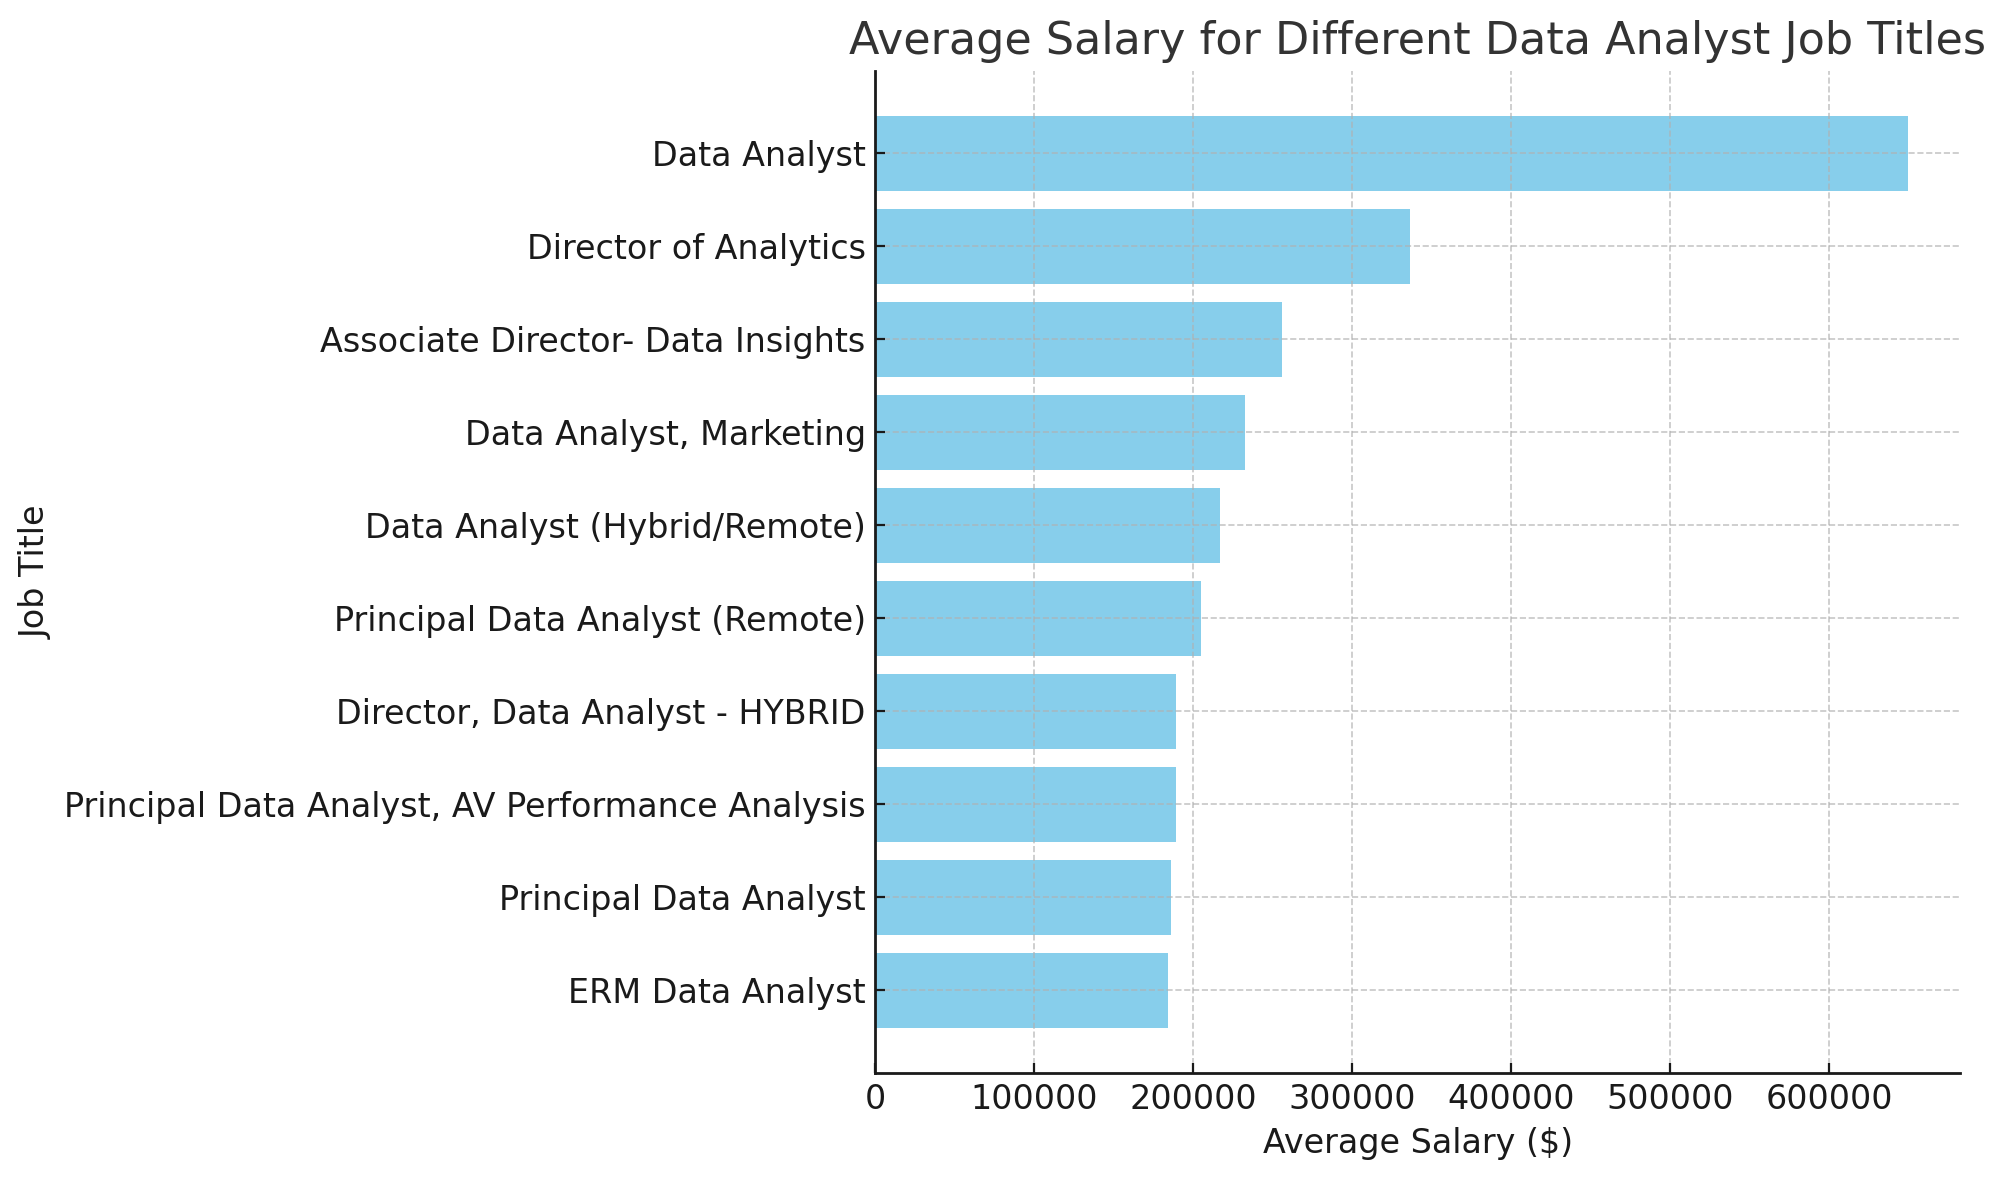 Average Salary for Different Data Analyst Job Titles
Job Title
Data Analyst
Director of Analytics
Associate Director- Data Insights
Data Analyst, Marketing
Data Analyst (Hybrid/Remote)
Principal Data Analyst (Remote)
Director, Data Analyst - HYBRID
Principal Data Analyst, AV Performance Analysis
Principal Data Analyst
ERM Data Analyst
0 100000 200000 300000 400000 500000 600000
Average Salary ($)